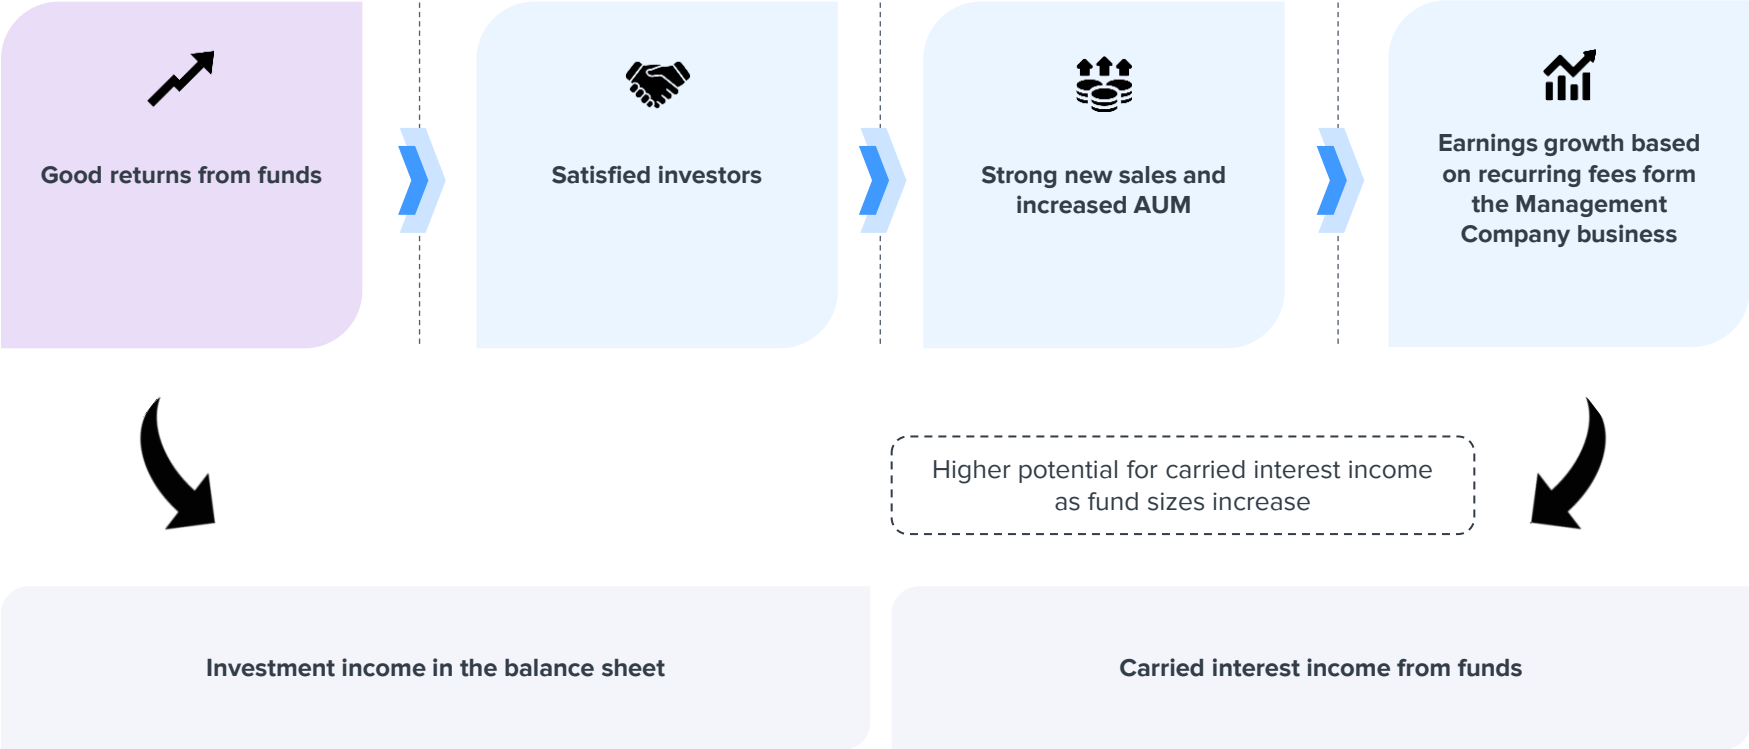 Good returns from funds
Satisfied investors
Strong new sales and
increased AUM
Earnings growth based
on recurring fees form
the Management
Company business
Higher potential for carried interest income
as fund sizes increase
Investment income in the balance sheet
Carried interest income from funds